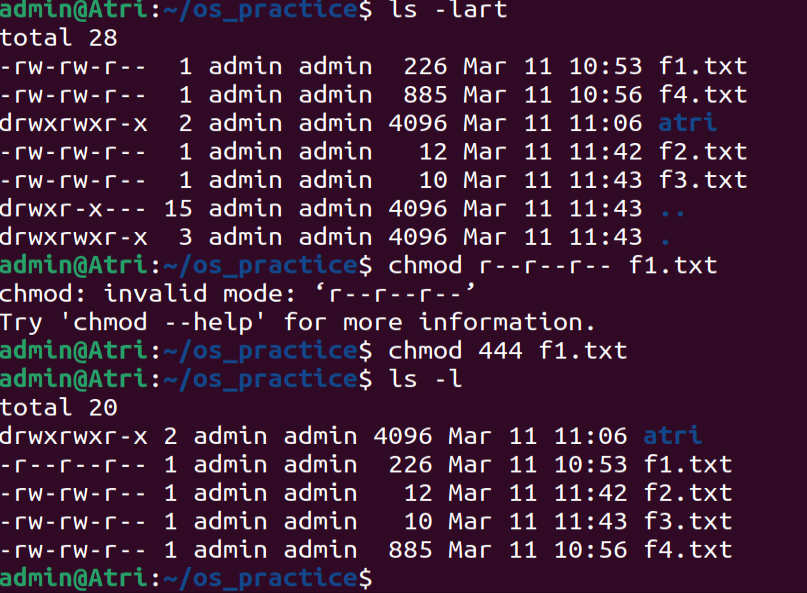 admin@Atri:~/os_practice$ ls -lart
total 28
-rw-rw-r--  1 admin admin  226 Mar 11 10:53 f1.txt
-rw-rw-r--  1 admin admin  885 Mar 11 10:56 f4.txt
drwxrwxr-x  2 admin admin 4096 Mar 11 11:06 atri
-rw-rw-r--  1 admin admin   12 Mar 11 11:42 f2.txt
-rw-rw-r--  1 admin admin   10 Mar 11 11:43 f3.txt
drwxr-x--- 15 admin admin 4096 Mar 11 11:43 ..
drwxrwxr-x  3 admin admin 4096 Mar 11 11:43 .
admin@Atri:~/os_practice$ chmod r--r--r-- f1.txt
chmod: invalid mode: ‘r--r--r--’
Try 'chmod --help' for more information.
admin@Atri:~/os_practice$ chmod 444 f1.txt
admin@Atri:~/os_practice$ ls -l
total 20
drwxrwxr-x 2 admin admin 4096 Mar 11 11:06 atri
-r--r--r-- 1 admin admin  226 Mar 11 10:53 f1.txt
-rw-rw-r-- 1 admin admin   12 Mar 11 11:42 f2.txt
-rw-rw-r-- 1 admin admin   10 Mar 11 11:43 f3.txt
-rw-rw-r-- 1 admin admin  885 Mar 11 10:56 f4.txt
admin@Atri:~/os_practice$